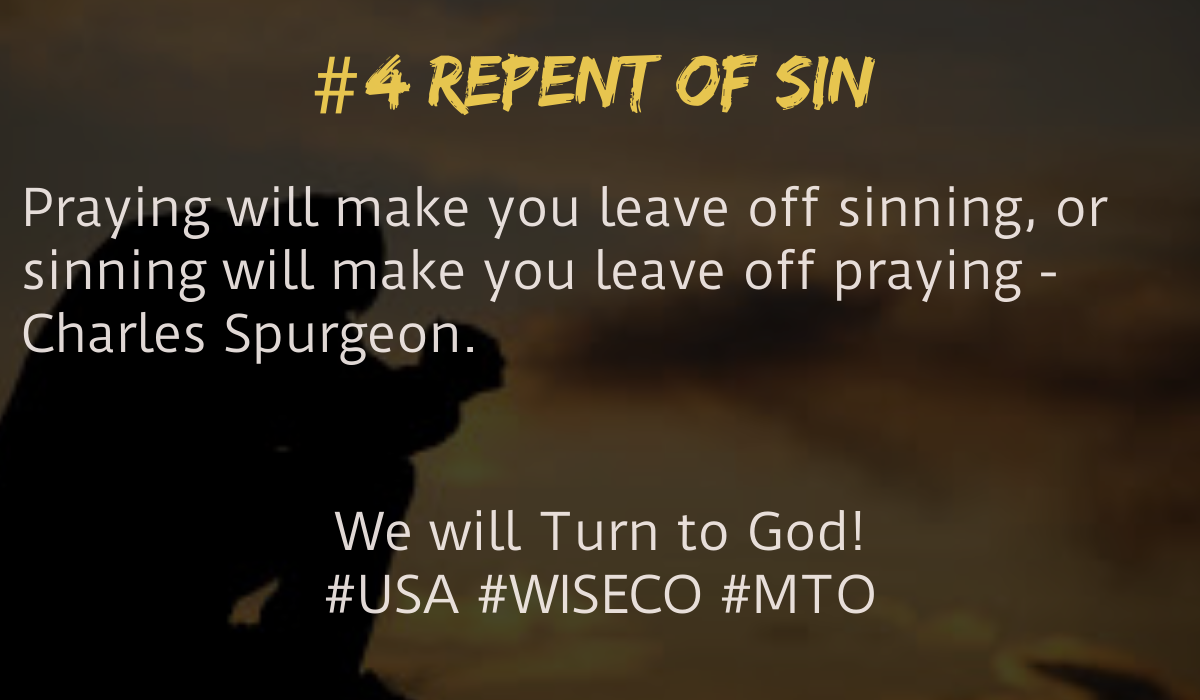 #4 REPENT OF SIN
Praying will make you leave off sinning, or
sinning will make you leave off praying -
Charles Spurgeon.
We will Turn to God!
#USA #WISECO #MTO